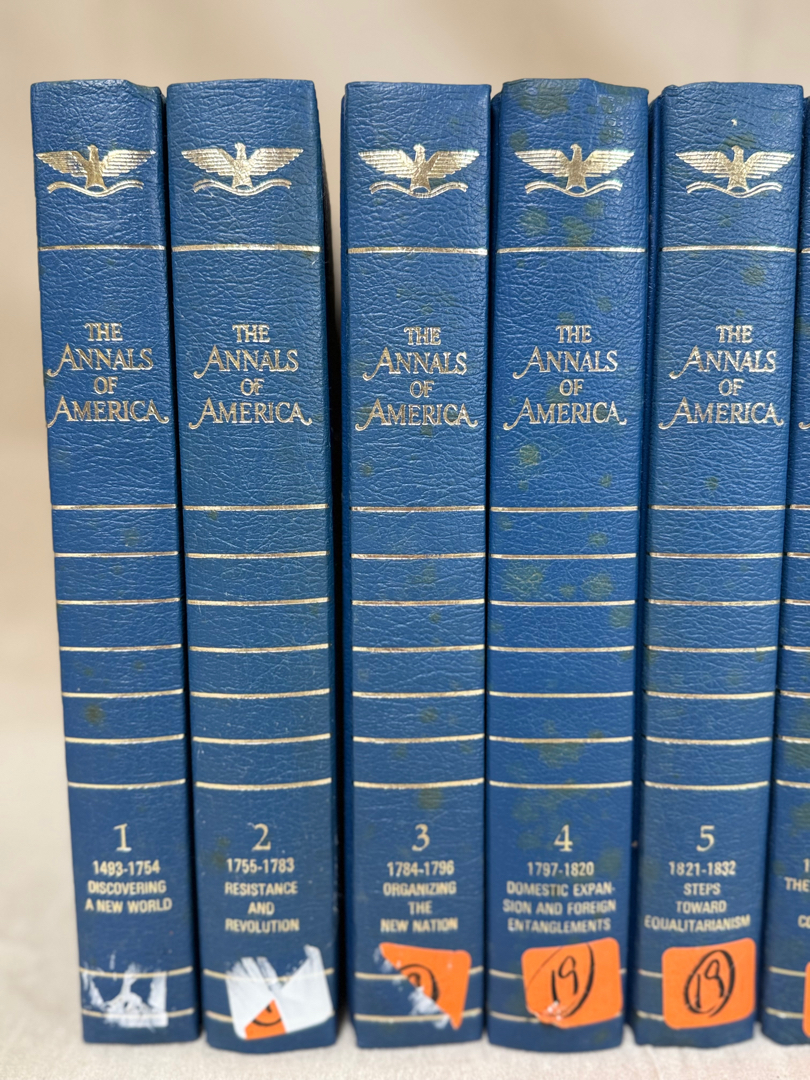 THE
ANNALS
OF
AMERICA
1
1493-1754
DISCOVERING
A NEW WORLD
THE
ANNALS
OF
AMERICA
2
1755-1783
RESISTANCE
AND
REVOLUTION
THE
ANNALS
OF
AMERICA
3
1784-1796
ORGANIZING
THE
NEW NATION
THE
ANNALS
OF
AMERICA
4
1797-1820
DOMESTIC EXPAN-
SION AND FOREIGN
ENTANGLEMENTS
19
THE
ANNALS
OF
AMERICA
5
1821-1832
STEPS
TOWARD
EQUALITARIANISM
19
THE